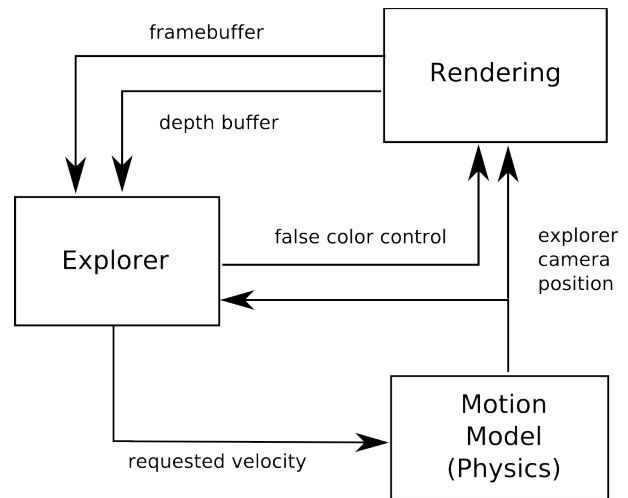 framebuffer
Rendering
depth buffer
Explorer
false color control
explorer
camera
position
Motion
Model
(Physics)
requested velocity